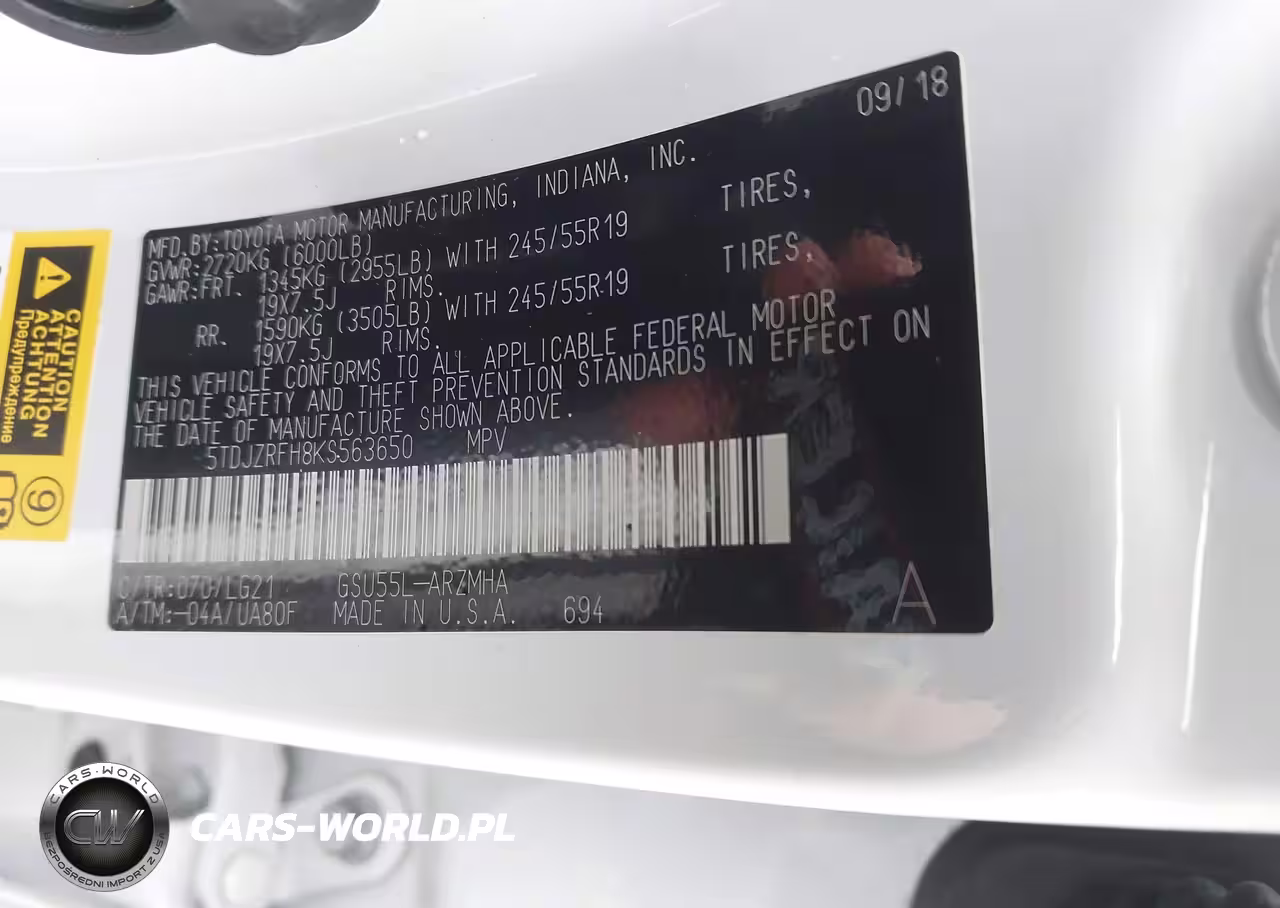 09/18
MFD.BY:TOYOTA MOTOR MANUFACTURING, INDIANA, INC.
GVWR:2720KG (6000LB)
GAWR:FRT. 1345KG (2955LB) WITH 245/55R19 TIRES,
19X7.5J RIMS.
RR. 1590KG (3505LB) WITH 245/55R19 TIRES,
19X7.5J RIMS.
THIS VEHICLE CONFORMS TO ALL APPLICABLE FEDERAL MOTOR
VEHICLE SAFETY AND THEFT PREVENTION STANDARDS IN EFFECT ON
THE DATE OF MANUFACTURE SHOWN ABOVE.
5TDJZRFH8KS563650 MPV
C/TR:070/LG21 GSU55L-ARZMHA
A/TM:-04A/UA80F MADE IN U.S.A. 694
A
CAUTION
ATTENTION
ACHTUNG
Предупреждение
9
CARS-WORLD
CW
BEZPOŚREDNI IMPORT Z USA
CARS-WORLD.PL